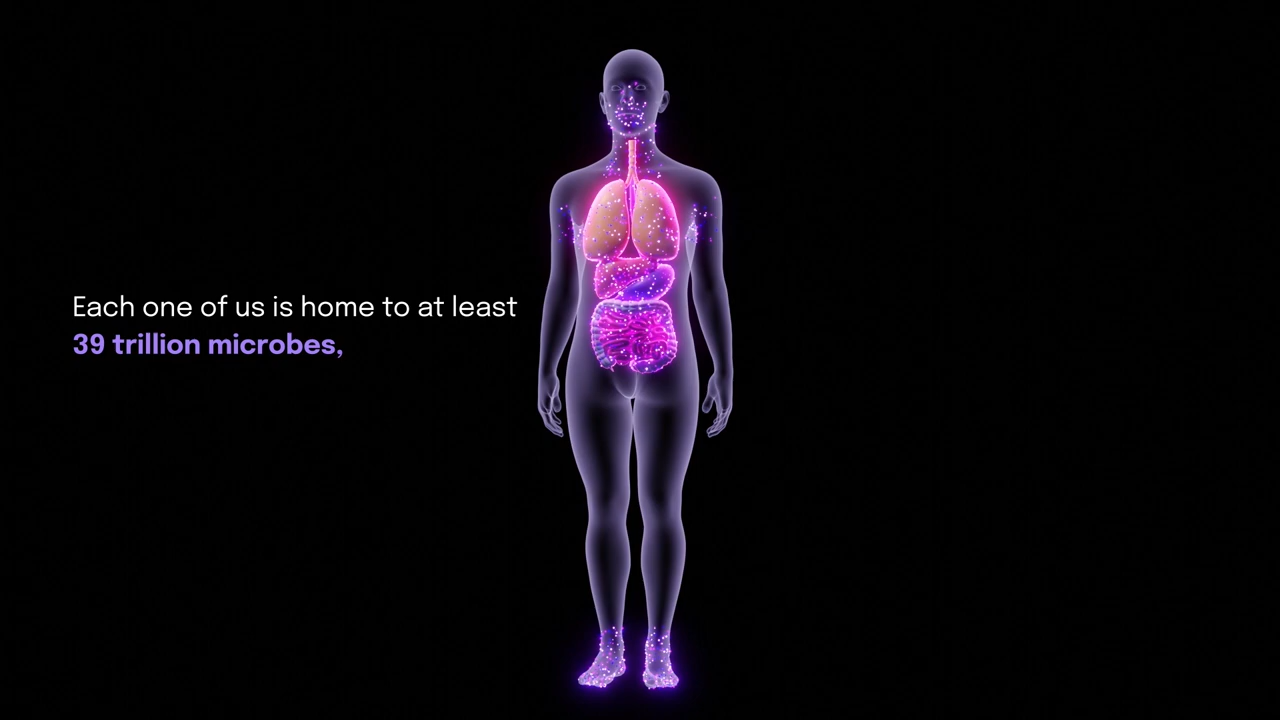 Each one of us is home to at least
39 trillion microbes,